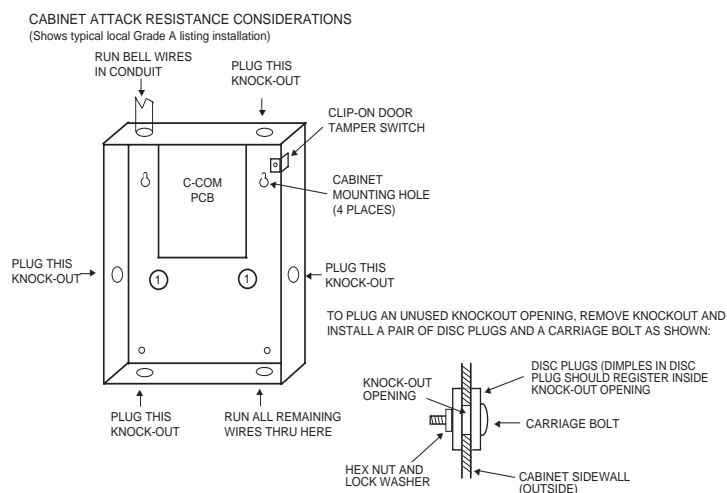 CABINET ATTACK RESISTANCE CONSIDERATIONS
(Shows typical local Grade A listing installation)
RUN BELL WIRES
IN CONDUIT
PLUG THIS
KNOCK-OUT
CLIP-ON DOOR
TAMPER SWITCH
C-COM
PCB
CABINET
MOUNTING HOLE
(4 PLACES)
PLUG THIS
KNOCK-OUT
1
1
PLUG THIS
KNOCK-OUT
PLUG THIS
KNOCK-OUT
RUN ALL REMAINING
WIRES THRU HERE
TO PLUG AN UNUSED KNOCKOUT OPENING, REMOVE KNOCKOUT AND
INSTALL A PAIR OF DISC PLUGS AND A CARRIAGE BOLT AS SHOWN:
KNOCK-OUT
OPENING
DISC PLUGS (DIMPLES IN DISC
PLUG SHOULD REGISTER INSIDE
KNOCK-OUT OPENING
CARRIAGE BOLT
HEX NUT AND
LOCK WASHER
CABINET SIDEWALL
(OUTSIDE)